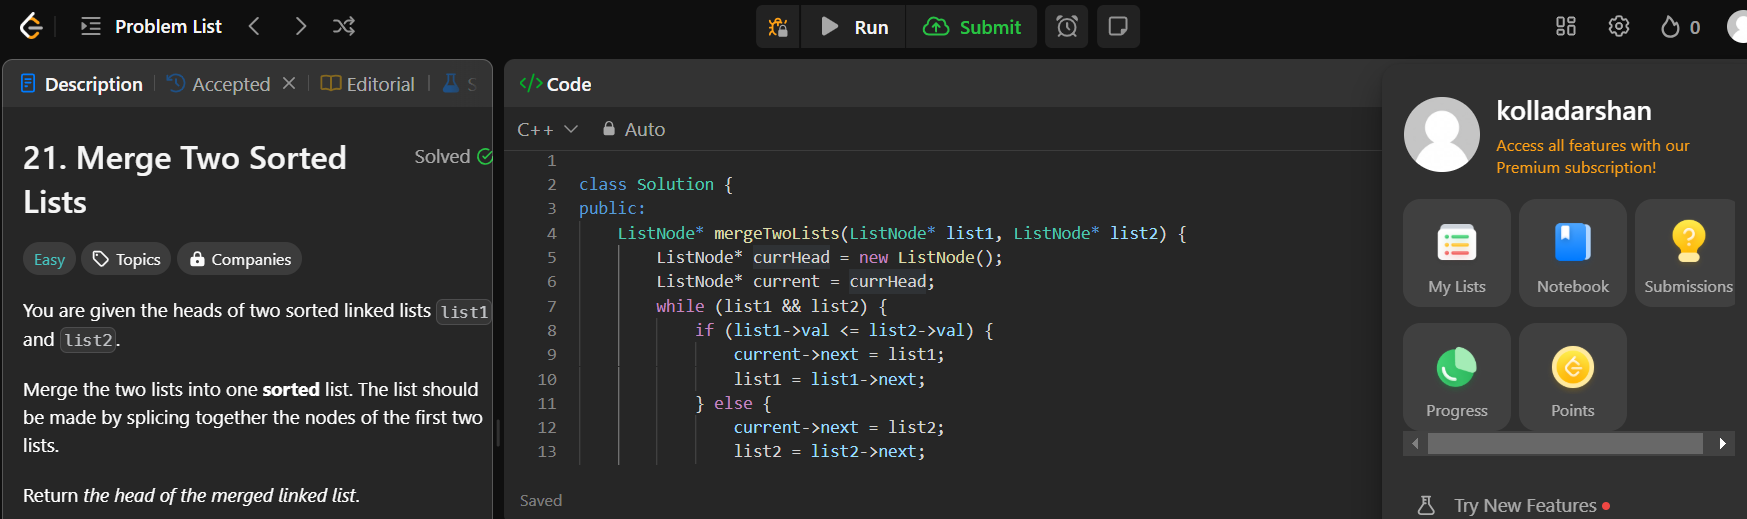 Problem List
Run
Submit
0
Description
Accepted
Editorial
S
21. Merge Two Sorted
Lists
Solved
Easy
Topics
Companies
You are given the heads of two sorted linked lists list1
and list2.
Merge the two lists into one sorted list. The list should
be made by splicing together the nodes of the first two
lists.
Return the head of the merged linked list.
</> Code
C++
Auto
1
2 class Solution {
3 public:
4 ListNode* mergeTwoLists(ListNode* list1, ListNode* list2) {
5 ListNode* currHead = new ListNode();
6 ListNode* current = currHead;
7 while (list1 && list2) {
8 if (list1->val <= list2->val) {
9 current->next = list1;
10 list1 = list1->next;
11 } else {
12 current->next = list2;
13 list2 = list2->next;
Saved
kolladarshan
Access all features with our
Premium subscription!
My Lists
Notebook
Submissions
Progress
Points
Try New Features